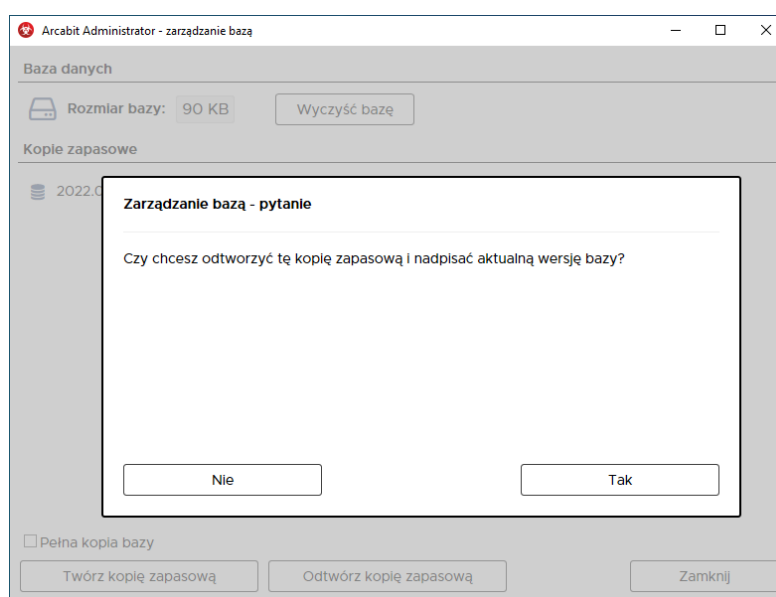 Arcabit Administrator - zarządzanie bazą
Baza danych
Rozmiar bazy: 90 KB Wyczyść bazę
Kopie zapasowe
Zarządzanie bazą - pytanie
Czy chcesz odtworzyć tę kopię zapasową i nadpisać aktualną wersję bazy?
Nie Tak
Pełna kopia bazy
Twórz kopię zapasową Odtwórz kopię zapasową Zamknij